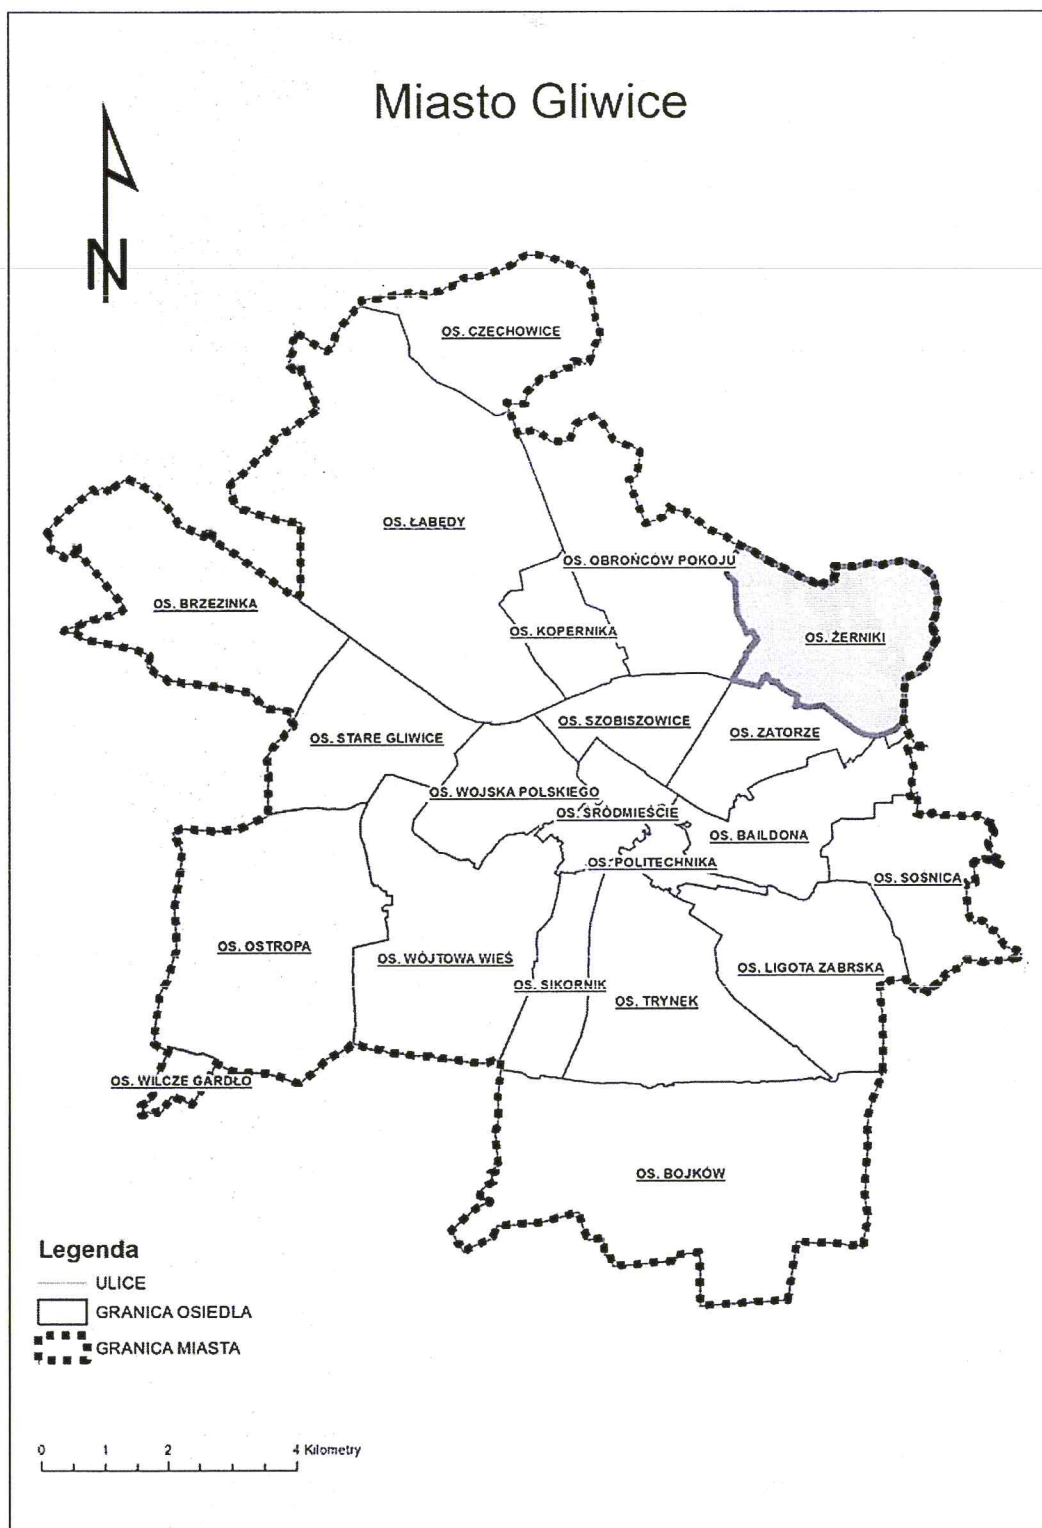 Miasto Gliwice
N
OS. CZECHOWICE
OS. ŁABĘDY
OS. OBROŃCÓW POKOJU
OS. BRZEZINKA
OS. KOPERNIKA
OS. ŻERNIKI
OS. SZOBISZOWICE
OS. STARE GLIWICE
OS. ZATORZE
OS. WOJSKA POLSKIEGO
OS. ŚRÓDMIEŚCIE
OS. BAILDONA
OS. POLITECHNIKA
OS. SOŚNICA
OS. OSTROPA
OS. WÓJTOWA WIEŚ
OS. LIGOTA ZABRSKA
OS. SIKORNIK
OS. TRYNEK
OS. WILCZE GARDŁO
OS. BOJKÓW
Legenda
ULICE
GRANICA OSIEDLA
GRANICA MIASTA
0 1 2 4 Kilometry